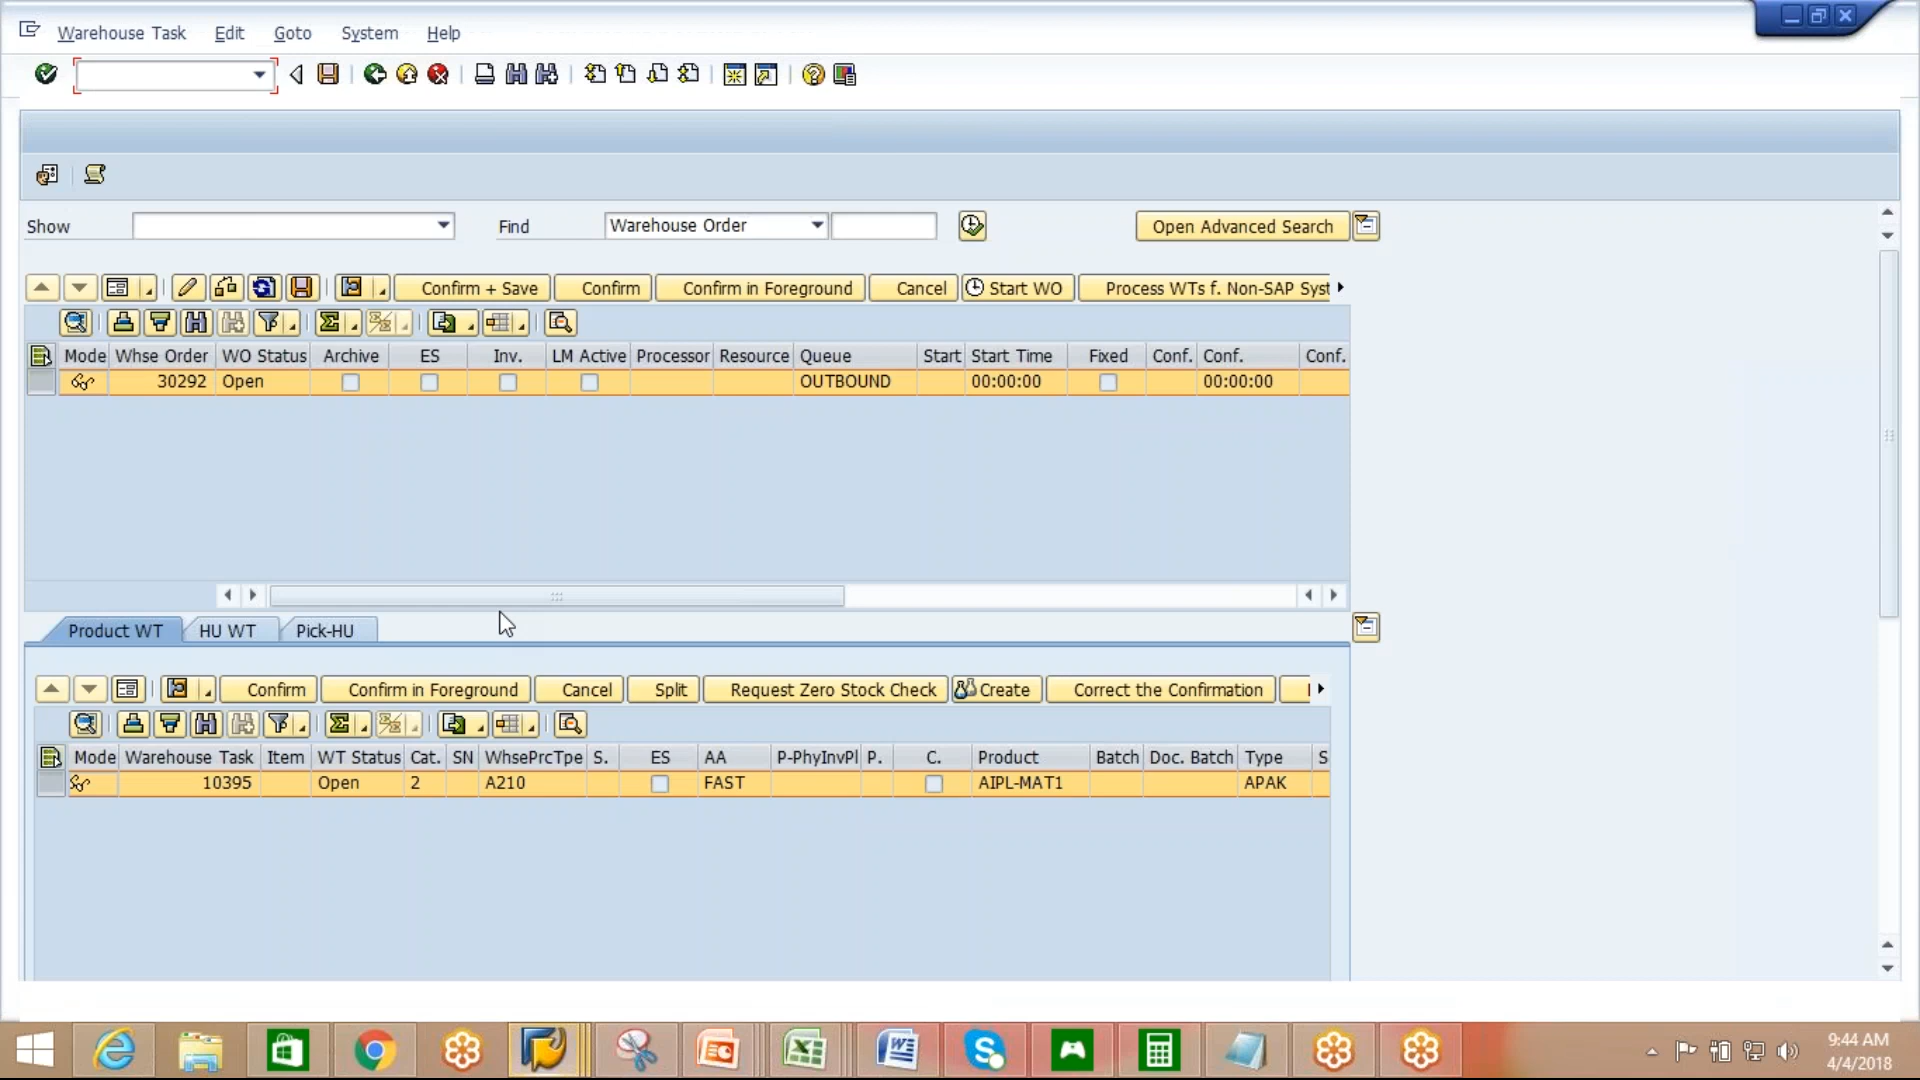 Warehouse Task Edit Goto System Help
Show Find Warehouse Order Open Advanced Search
Confirm + Save Confirm Confirm in Foreground Cancel Start WO Process WTs f. Non-SAP Syst
Mode Whse Order WO Status Archive ES Inv. LM Active Processor Resource Queue Start Start Time Fixed Conf. Conf. Conf.
30292 Open OUTBOUND 00:00:00 00:00:00
Product WT HU WT Pick-HU
Confirm Confirm in Foreground Cancel Split Request Zero Stock Check Create Correct the Confirmation
Mode Warehouse Task Item WT Status Cat. SN WhsePrcTpe S. ES AA P-PhyInvPl P. C. Product Batch Doc. Batch Type S
10395 Open 2 A210 FAST AIPL-MAT1 APAK
9:44 AM
4/4/2018